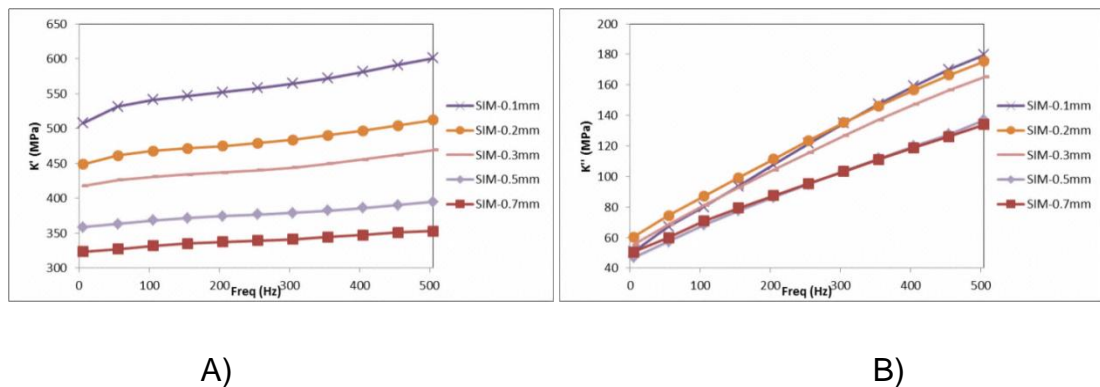 650
600
550
500
450
400
350
300
K' (MPa)
0 100 200 300 400 500
Freq (Hz)
SIM-0.1mm
SIM-0.2mm
SIM-0.3mm
SIM-0.5mm
SIM-0.7mm
200
180
160
140
120
100
80
60
40
K'' (MPa)
0 100 200 300 400 500
Freq (Hz)
SIM-0.1mm
SIM-0.2mm
SIM-0.3mm
SIM-0.5mm
SIM-0.7mm
A) B)